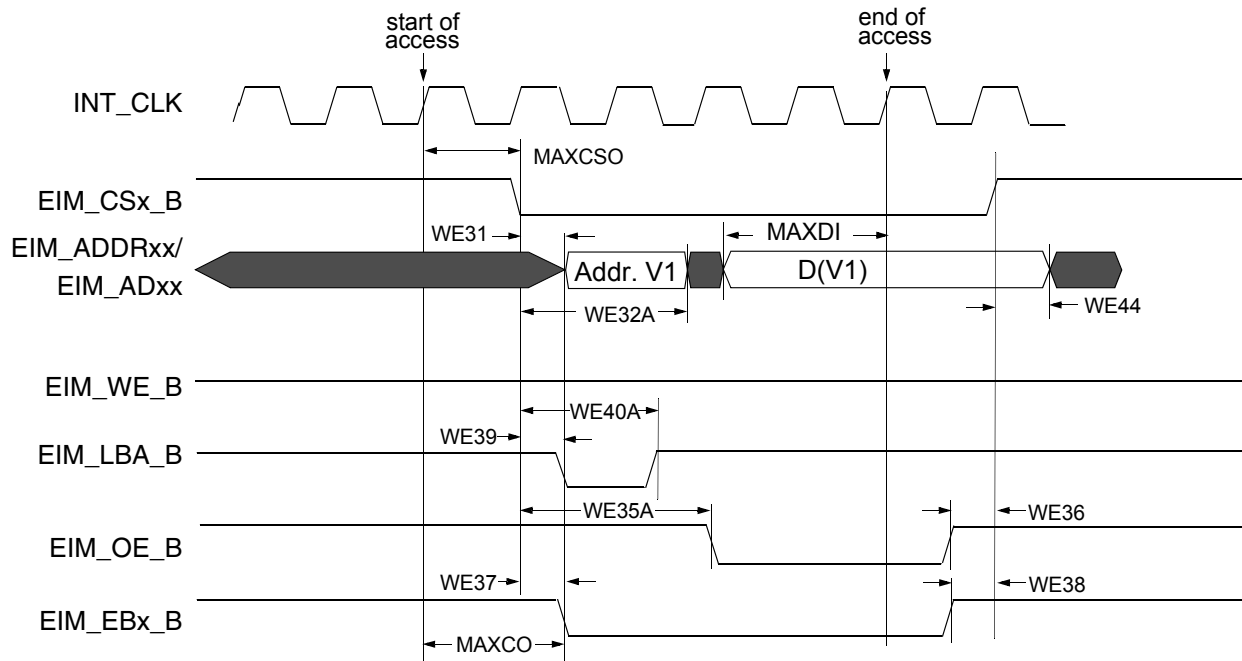 start of
access
end of
access
INT_CLK
MAXCSO
EIM_CSx_B
WE31
MAXDI
EIM_ADDRxx/
EIM_ADxx
Addr. V1
D(V1)
WE32A
WE44
EIM_WE_B
WE40A
WE39
EIM_LBA_B
WE35A
WE36
EIM_OE_B
WE37
WE38
EIM_EBx_B
MAXCO